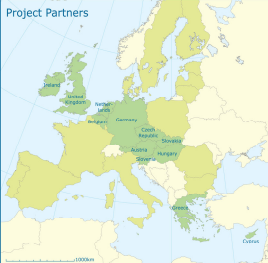 Project Partners
Ireland
United
Kingdom
Nether
lands
Belgium
Germany
Czech
Republic
Slovakia
Austria
Hungary
Slovenia
Greece
Cyprus
1000km